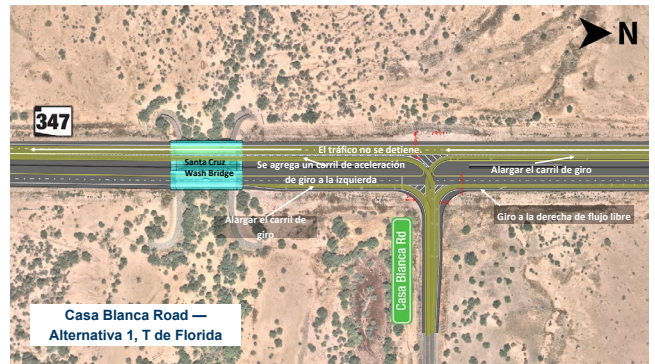 N
347
El tráfico no se detiene.
Santa Cruz
Wash Bridge
Se agrega un carril de aceleración
de giro a la izquierda
Alargar el carril de giro
Alargar el carril de
giro
Giro a la derecha de flujo libre
Casa Blanca Rd
Casa Blanca Road —
Alternativa 1, T de Florida